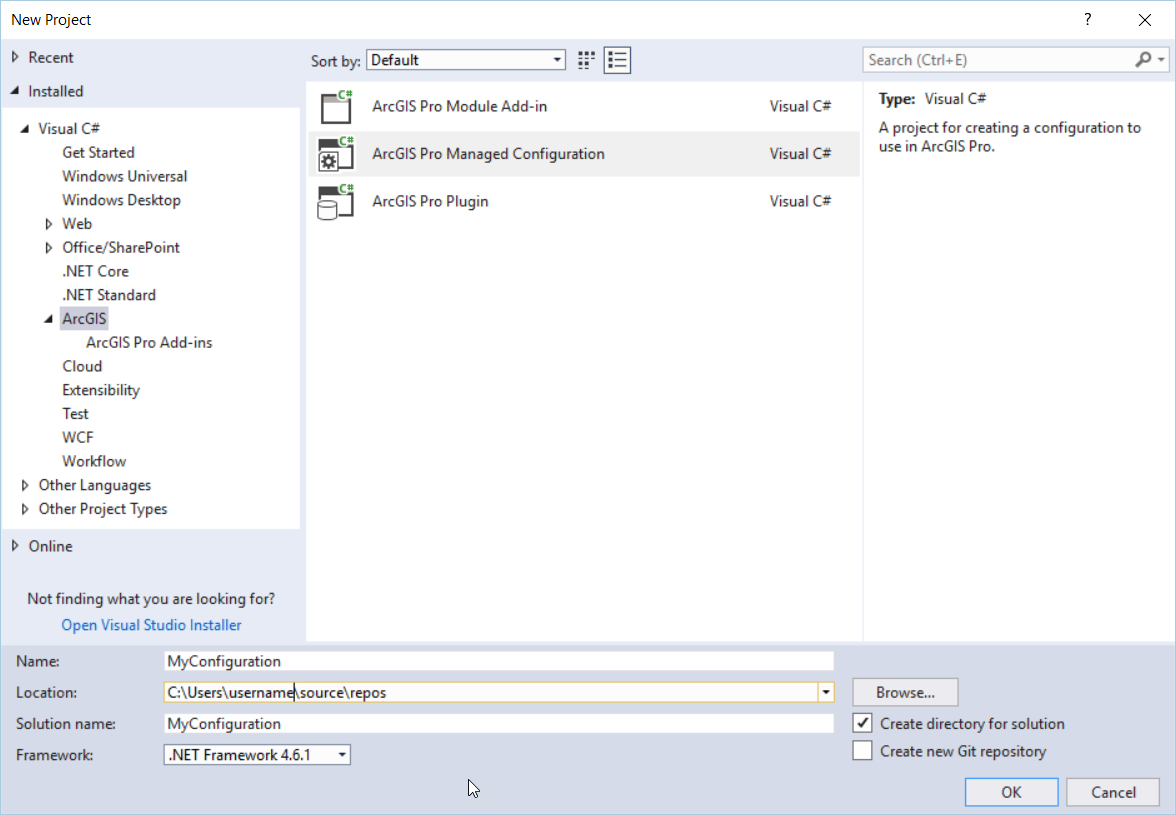 New Project
?
Recent
Installed
Visual C#
Get Started
Windows Universal
Windows Desktop
Web
Office/SharePoint
.NET Core
.NET Standard
ArcGIS
ArcGIS Pro Add-ins
Cloud
Extensibility
Test
WCF
Workflow
Other Languages
Other Project Types
Online
Not finding what you are looking for?
Open Visual Studio Installer
Sort by: Default
C# ArcGIS Pro Module Add-in Visual C#
C# ArcGIS Pro Managed Configuration Visual C#
C# ArcGIS Pro Plugin Visual C#
Search (Ctrl+E)
Type: Visual C#
A project for creating a configuration to
use in ArcGIS Pro.
Name: MyConfiguration
Location: C:\Users\username\source\repos Browse...
Solution name: MyConfiguration Create directory for solution
Framework: .NET Framework 4.6.1 Create new Git repository
OK Cancel